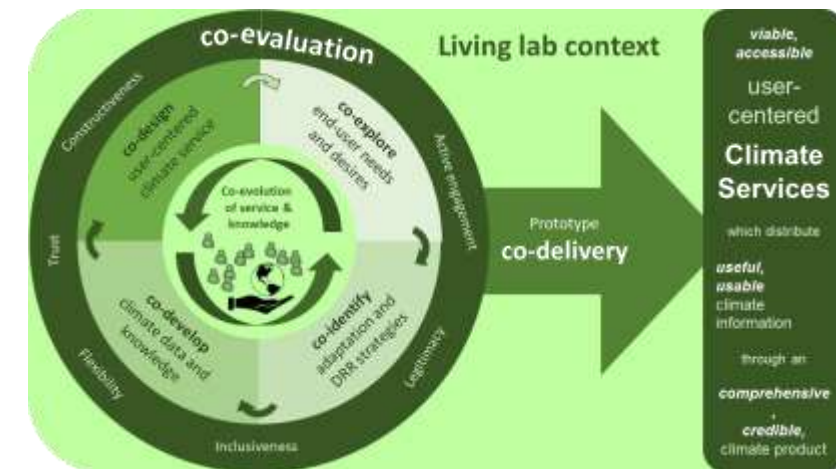 co-evaluation
Living lab context
Constructiveness
Active engagement
Legitimacy
Inclusiveness
Flexibility
Trust
co-design
user-centered
climate service
co-explore
end-user needs
and desires
co-identify
adaptation and
DRR strategies
co-develop
climate data and
knowledge
Co-evolution
of service &
knowledge
Prototype
co-delivery
viable,
accessible
user-
centered
Climate
Services
which distribute
useful,
usable
climate
information
through an
comprehensive
,
credible,
climate product